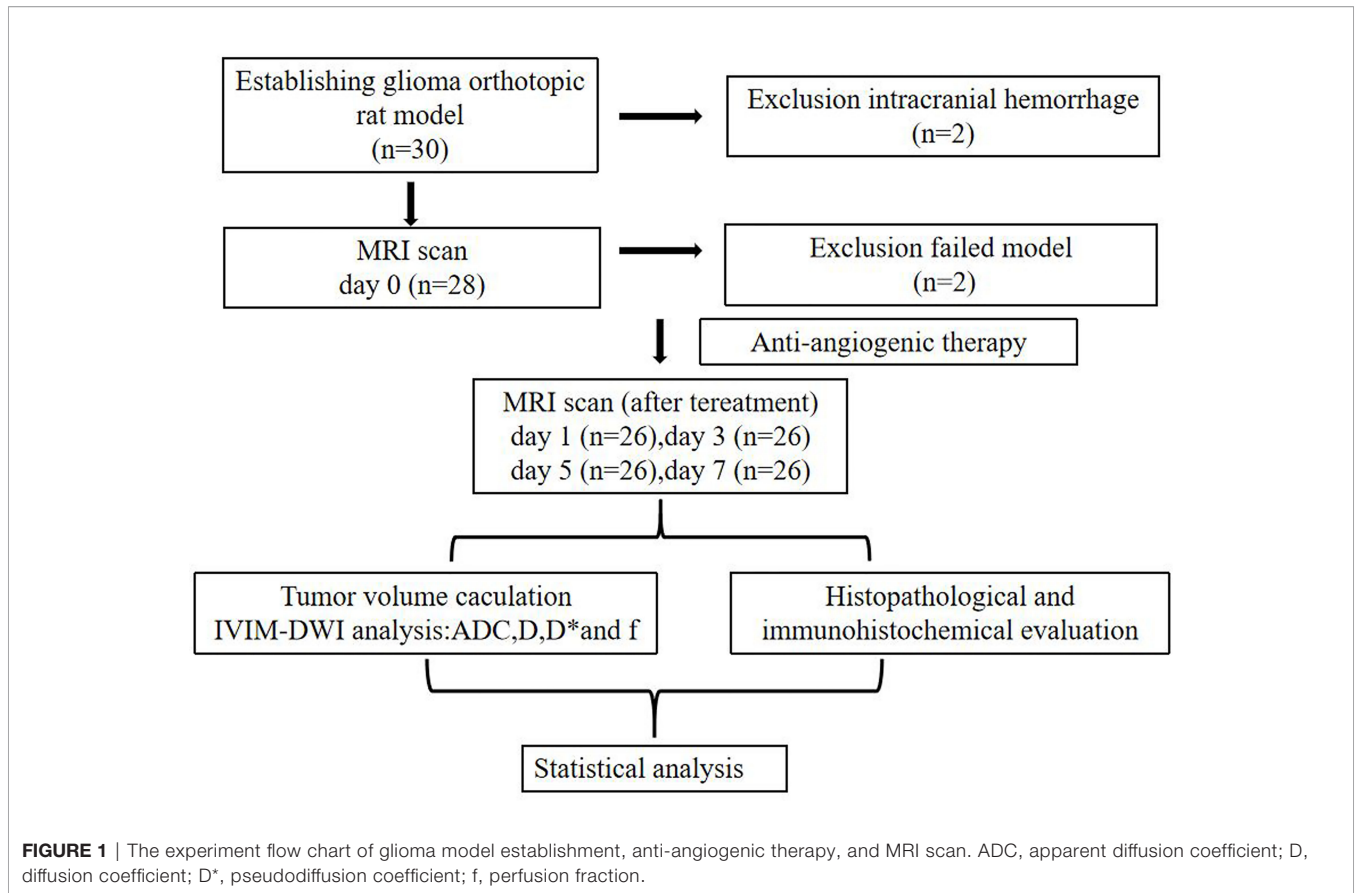 Establishing glioma orthotopic
rat model
(n=30)
Exclusion intracranial hemorrhage
(n=2)
MRI scan
day 0 (n=28)
Exclusion failed model
(n=2)
Anti-angiogenic therapy
MRI scan (after tereatment)
day 1 (n=26),day 3 (n=26)
day 5 (n=26),day 7 (n=26)
Tumor volume caculation
IVIM-DWI analysis:ADC,D,D*and f
Histopathological and
immunohistochemical evaluation
Statistical analysis
FIGURE 1 | The experiment flow chart of glioma model establishment, anti-angiogenic therapy, and MRI scan. ADC, apparent diffusion coefficient; D,
diffusion coefficient; D*, pseudodiffusion coefficient; f, perfusion fraction.